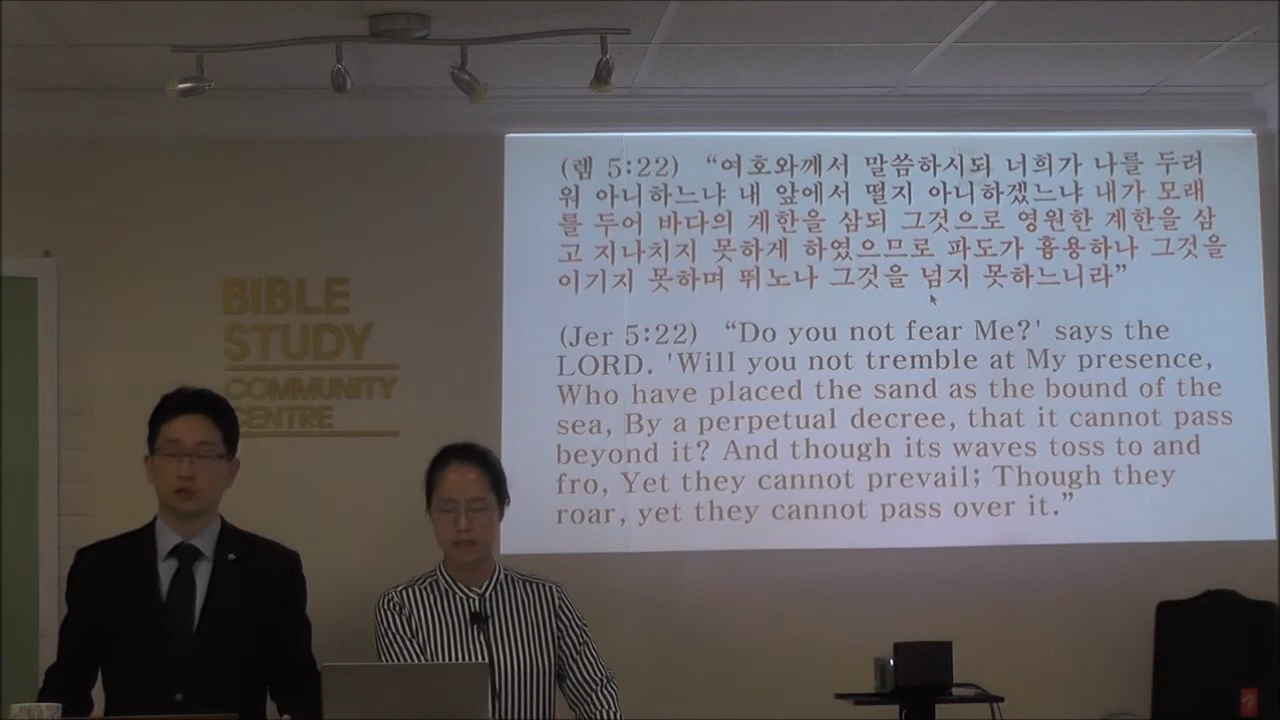 BIBLE
STUDY
COMMUNITY
CENTRE
(렘 5:22) “여호와께서 말씀하시되 너희가 나를 두려
워 아니하느냐 내 앞에서 떨지 아니하겠느냐 내가 모래
를 두어 바다의 계한을 삼되 그것으로 영원한 계한을 삼
고 지나치지 못하게 하였으므로 파도가 흉용하나 그것을
이기지 못하며 뛰노나 그것을 넘지 못하느니라”
(Jer 5:22) “Do you not fear Me?' says the
LORD. 'Will you not tremble at My presence,
Who have placed the sand as the bound of the
sea, By a perpetual decree, that it cannot pass
beyond it? And though its waves toss to and
fro, Yet they cannot prevail; Though they
roar, yet they cannot pass over it.”